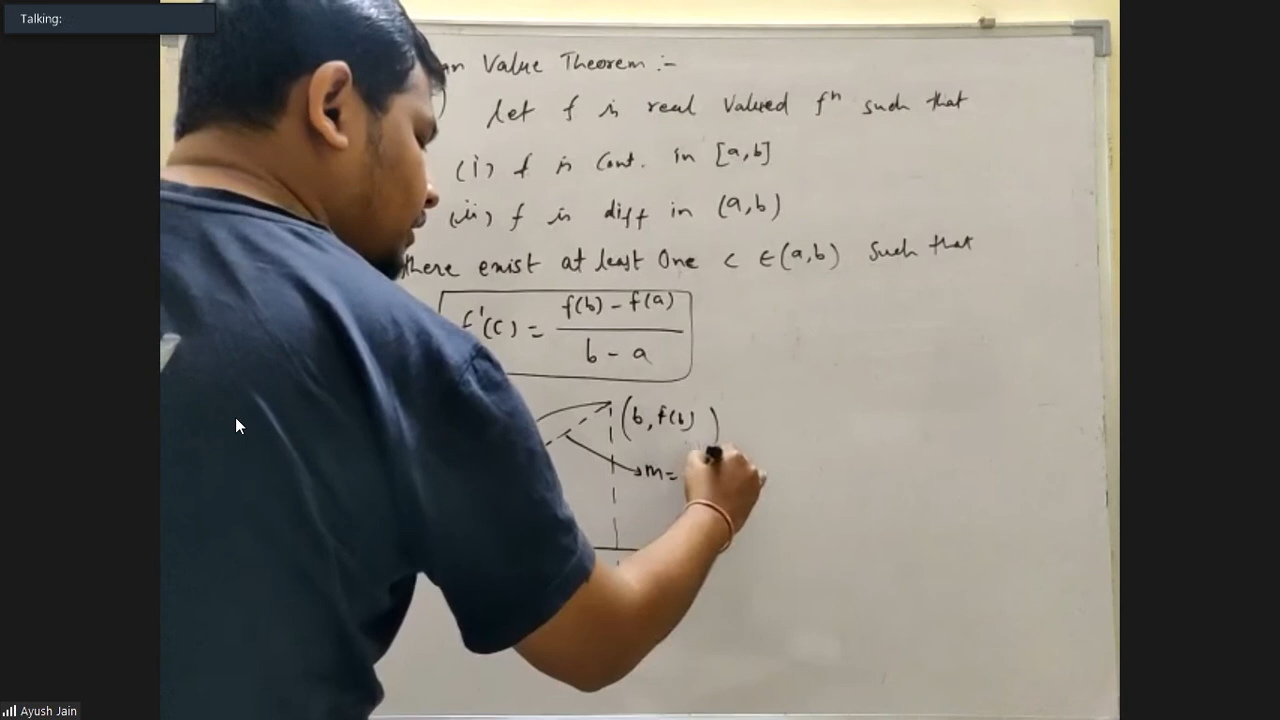 Talking:
an Value Theorem :-
) Let f is real valued fⁿ such that
(i) f is Cont. in [a,b]
(ii) f is diff in (a,b)
there exist at least One c ∈(a,b) Such that
f'(c) = f(b) - f(a)
b - a
(b, f(b))
m=
Ayush Jain